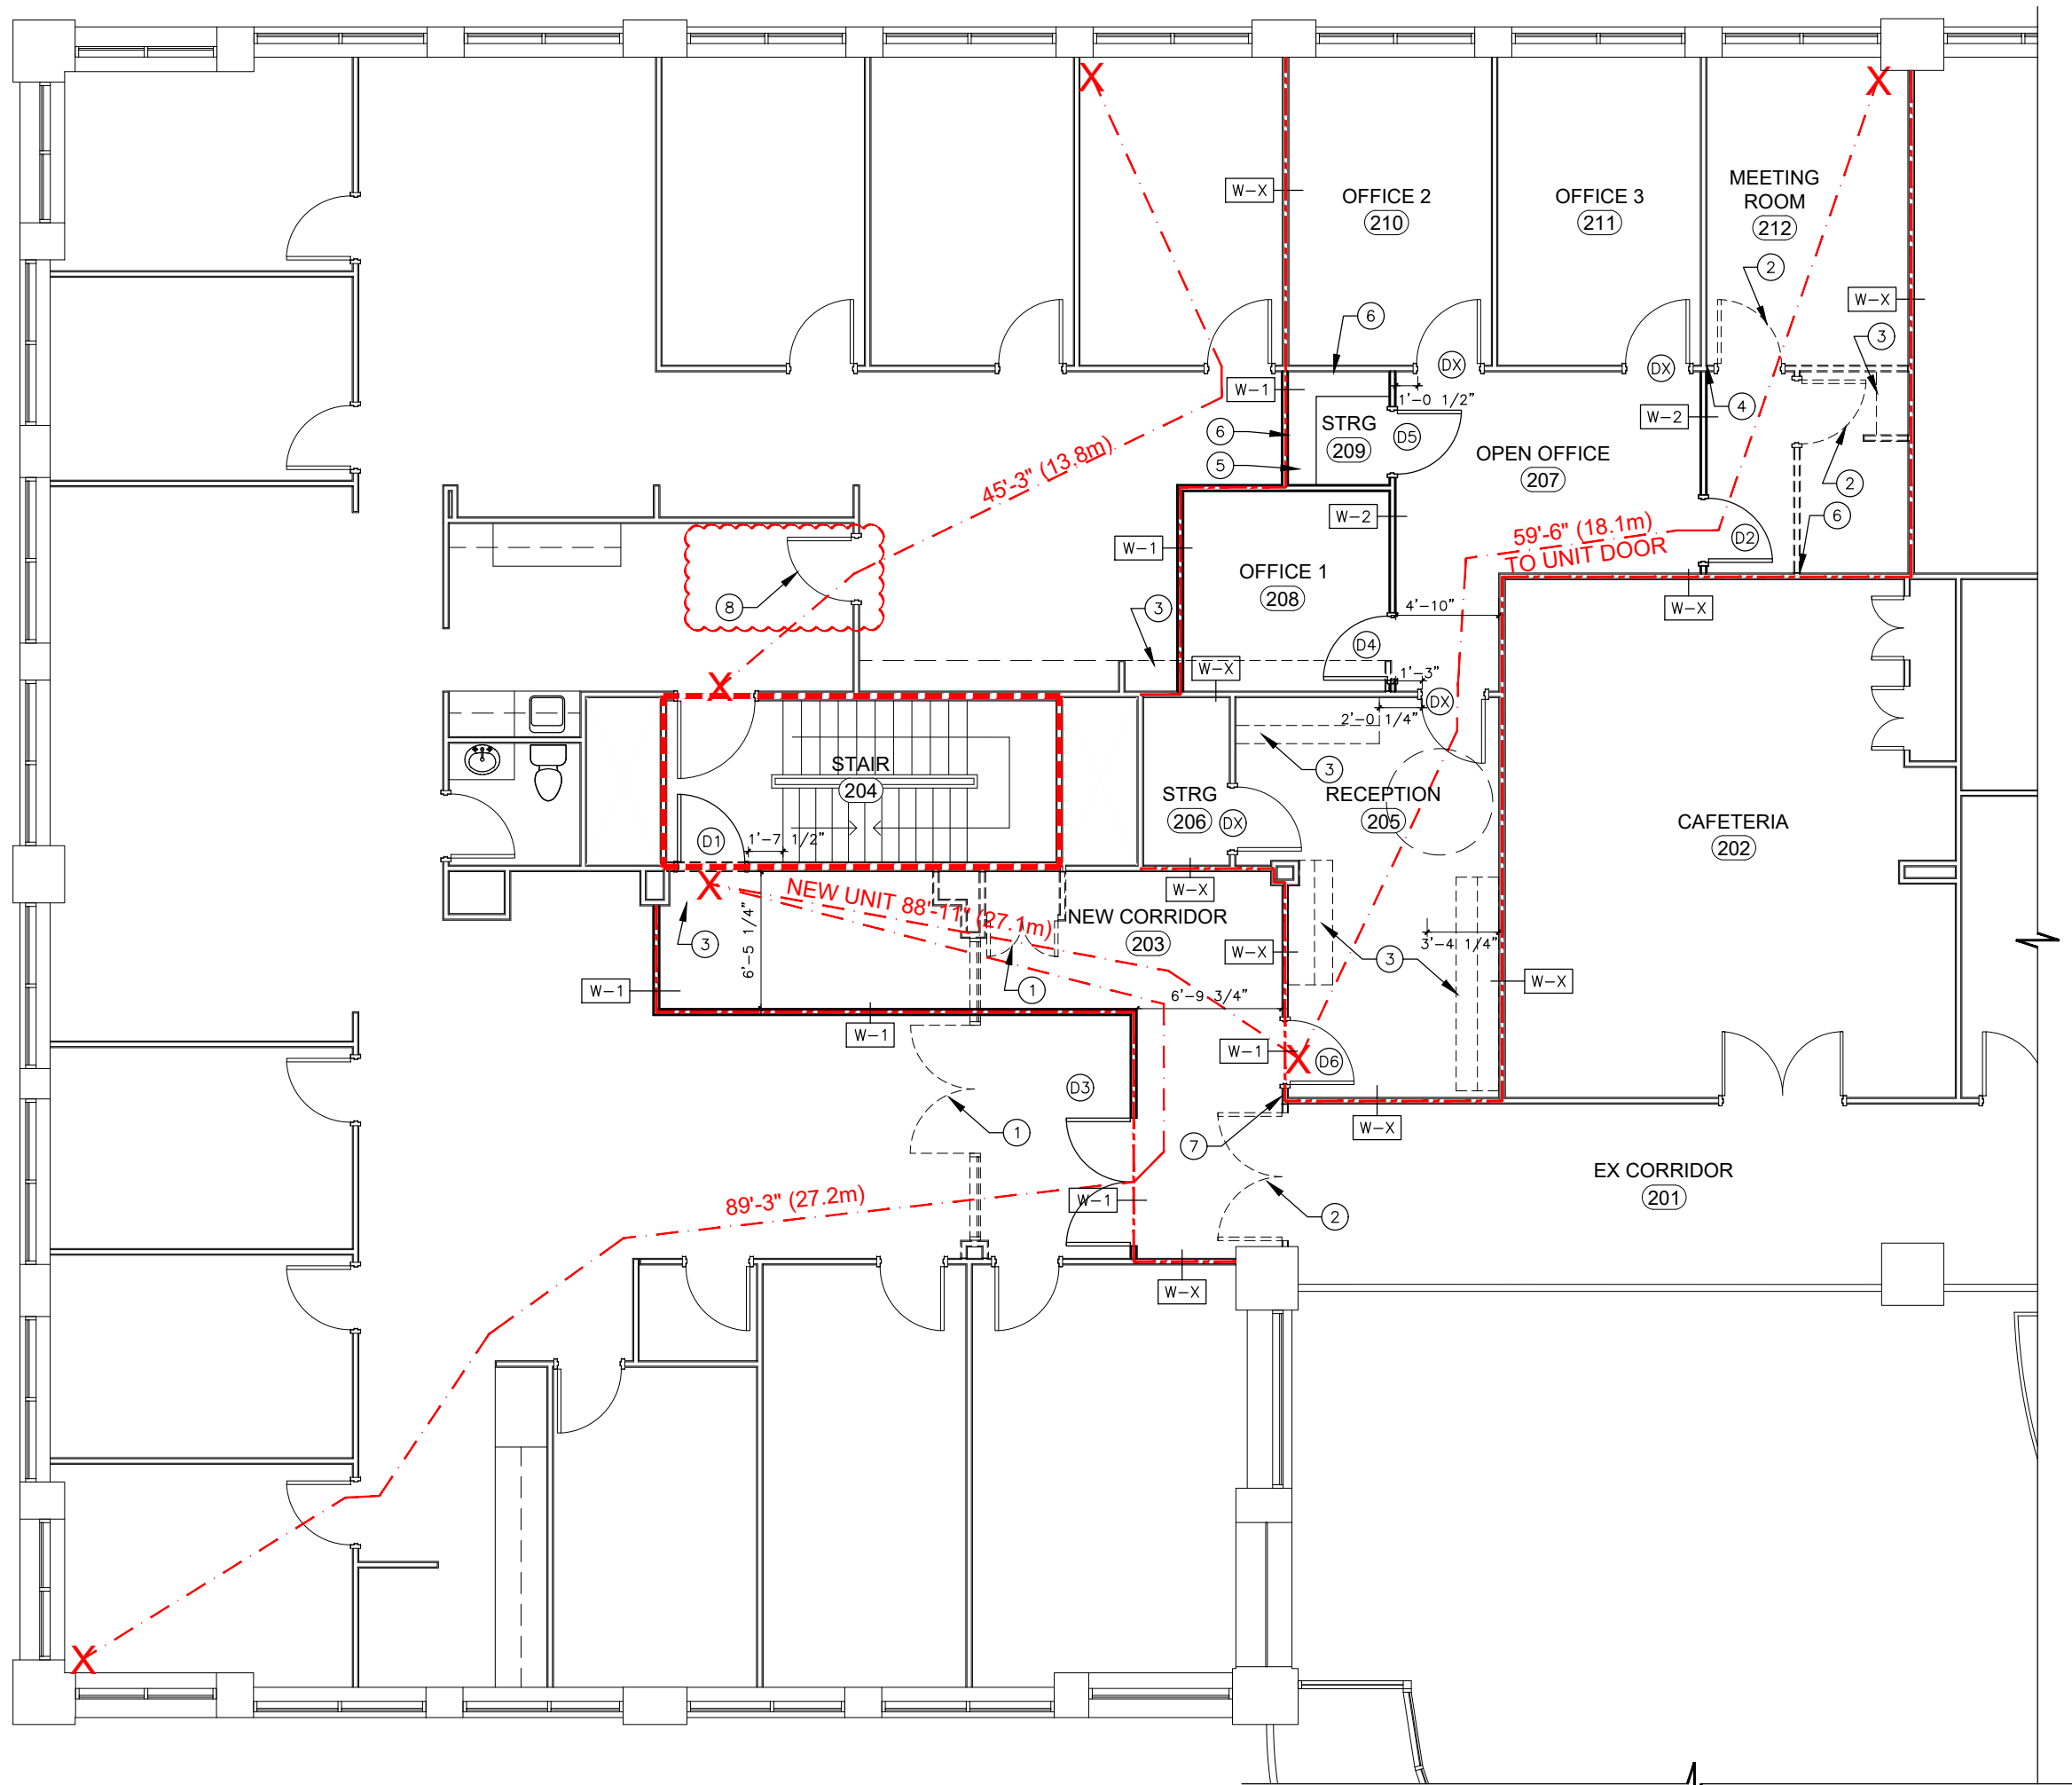 W-X
OFFICE 2
210
OFFICE 3
211
MEETING
ROOM
212
2
W-X
3
6
DX
DX
W-1
1'-0 1/2"
4
W-2
STRG
209
D5
6
5
OPEN OFFICE
207
2
45'-3" (13.8m)
W-2
6
59'-6" (18.1m)
TO UNIT DOOR
D2
W-1
OFFICE 1
208
8
3
4'-10"
W-X
D4
W-X
1'-3"
DX
2'-0 1/4"
STAIR
204
3
STRG
206
RECEPTION
205
DX
CAFETERIA
202
D1
1'-7 1/2"
W-X
NEW UNIT 88'-11" (27.1m)
NEW CORRIDOR
203
3
6'-5 1/4"
W-X
3
3'-4 1/4"
W-X
W-1
1
6'-9 3/4"
W-1
W-1
D6
D3
1
7
W-X
EX CORRIDOR
201
89'-3" (27.2m)
W-1
2
W-X